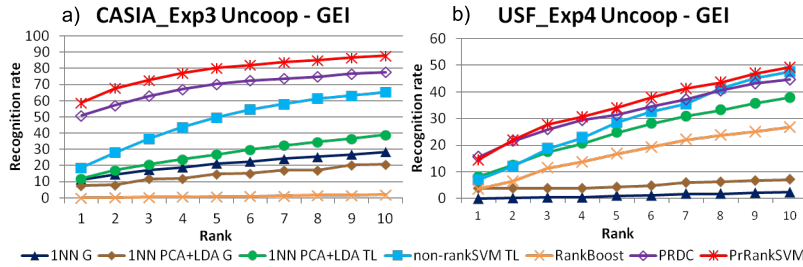 a) CASIA_Exp3 Uncoop - GEI
Recognition rate
100
90
80
70
60
50
40
30
20
10
0
1 2 3 4 5 6 7 8 9 10
Rank
b) USF_Exp4 Uncoop - GEI
Recognition rate
60
50
40
30
20
10
0
1 2 3 4 5 6 7 8 9 10
Rank
1NN G 1NN PCA+LDA G 1NN PCA+LDA TL non-rankSVM TL RankBoost PRDC PrRankSVM